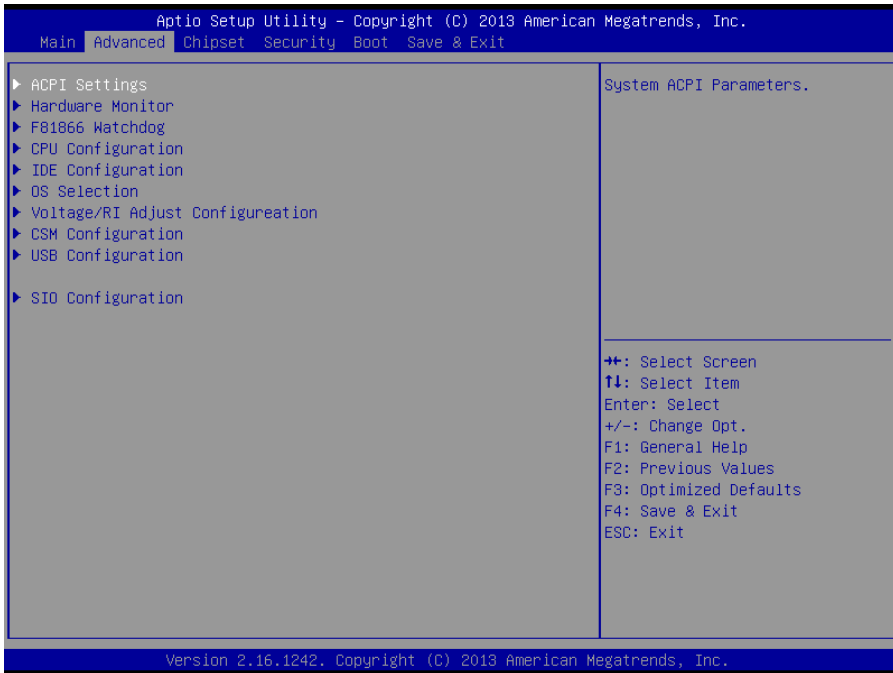 Aptio Setup Utility – Copyright (C) 2013 American Megatrends, Inc.
Main Advanced Chipset Security Boot Save & Exit
▶ ACPI Settings
▶ Hardware Monitor
▶ F81866 Watchdog
▶ CPU Configuration
▶ IDE Configuration
▶ OS Selection
▶ Voltage/RI Adjust Configureation
▶ CSM Configuration
▶ USB Configuration
▶ SIO Configuration
System ACPI Parameters.
→←: Select Screen
↑↓: Select Item
Enter: Select
+/-: Change Opt.
F1: General Help
F2: Previous Values
F3: Optimized Defaults
F4: Save & Exit
ESC: Exit
Version 2.16.1242. Copyright (C) 2013 American Megatrends, Inc.